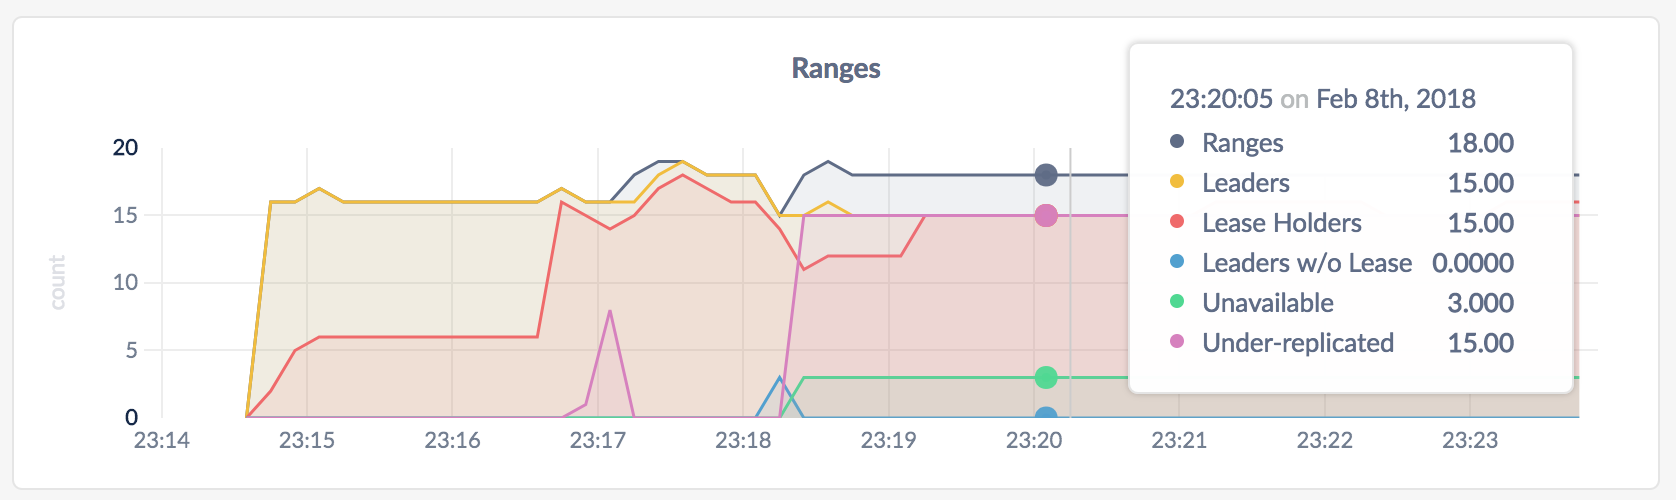 Ranges
23:20:05 on Feb 8th, 2018
Ranges 18.00
Leaders 15.00
Lease Holders 15.00
Leaders w/o Lease 0.0000
Unavailable 3.000
Under-replicated 15.00
20
15
10
5
0
count
23:14 23:15 23:16 23:17 23:18 23:19 23:20 23:21 23:22 23:23